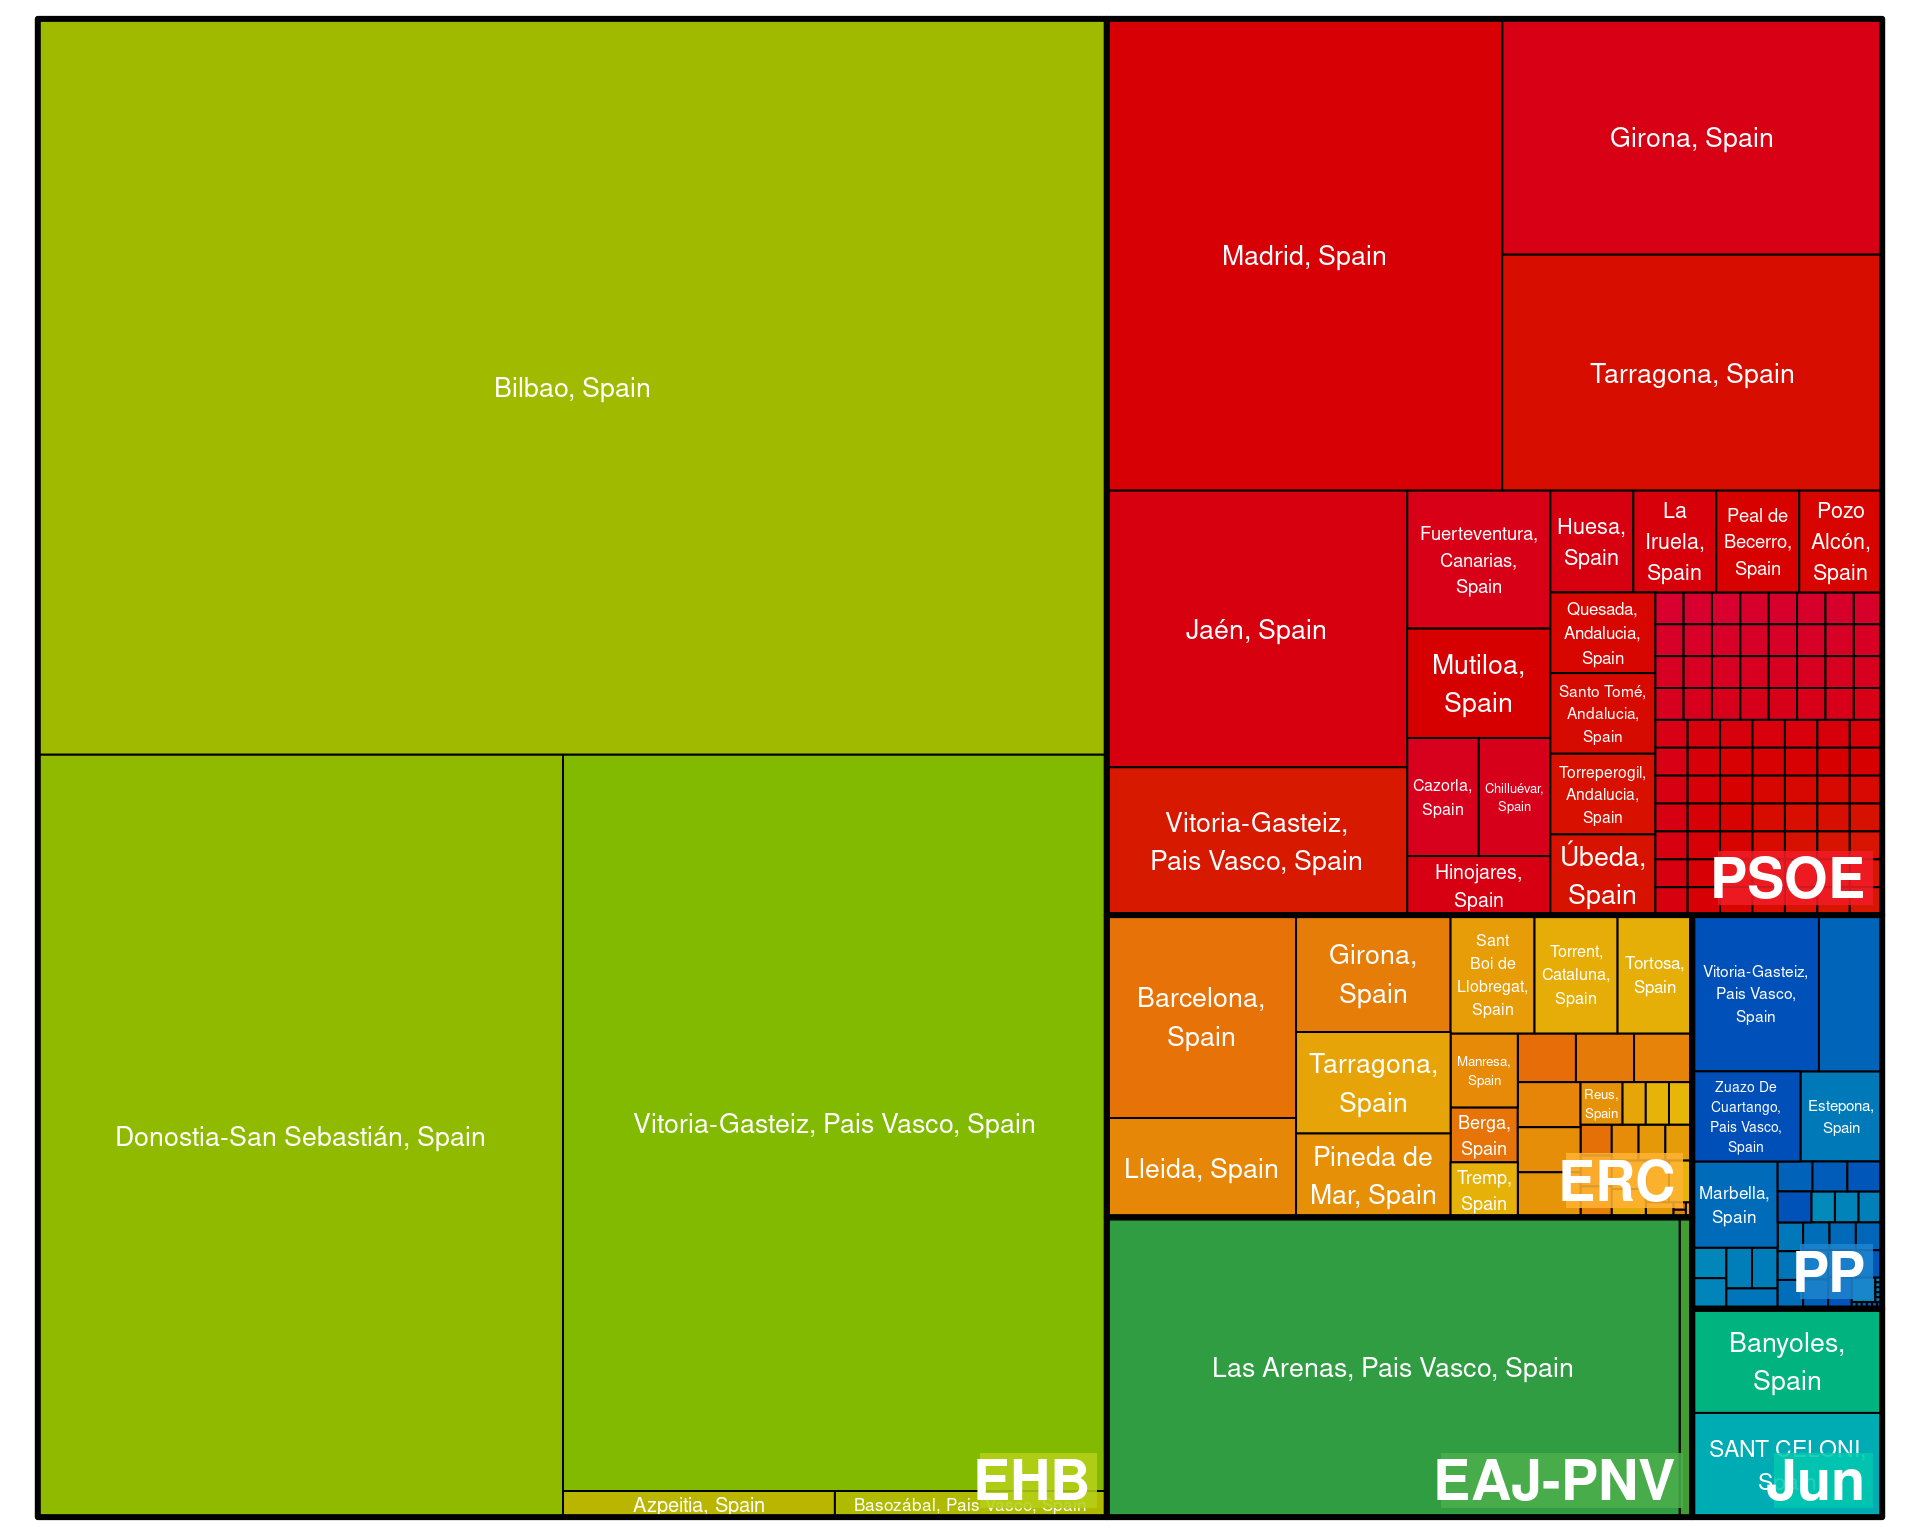 Bilbao, Spain
Donostia-San Sebastián, Spain
Vitoria-Gasteiz, Pais Vasco, Spain
Azpeitia, Spain
Basozábal, Pais Vasco, Spain
EHB
Madrid, Spain
Girona, Spain
Tarragona, Spain
Jaén, Spain
Vitoria-Gasteiz,
Pais Vasco, Spain
Fuerteventura,
Canarias,
Spain
Mutiloa,
Spain
Cazorla,
Spain
Chilluévar,
Spain
Hinojares,
Spain
Huesa,
Spain
La
Iruela,
Spain
Peal de
Becerro,
Spain
Pozo
Alcón,
Spain
Quesada,
Andalucia,
Spain
Santo Tomé,
Andalucia,
Spain
Torreperogil,
Andalucia,
Spain
Úbeda,
Spain
PSOE
Barcelona,
Spain
Lleida, Spain
Girona,
Spain
Tarragona,
Spain
Pineda de
Mar, Spain
Sant
Boi de
Llobregat,
Spain
Torrent,
Cataluna,
Spain
Tortosa,
Spain
Manresa,
Spain
Berga,
Spain
Tremp,
Spain
Reus,
Spain
ERC
Las Arenas, Pais Vasco, Spain
EAJ-PNV
Vitoria-Gasteiz,
Pais Vasco,
Spain
Zuazo De
Cuartango,
Pais Vasco,
Spain
Estepona,
Spain
Marbella,
Spain
PP
Banyoles,
Spain
SANT CELONI,
Jun